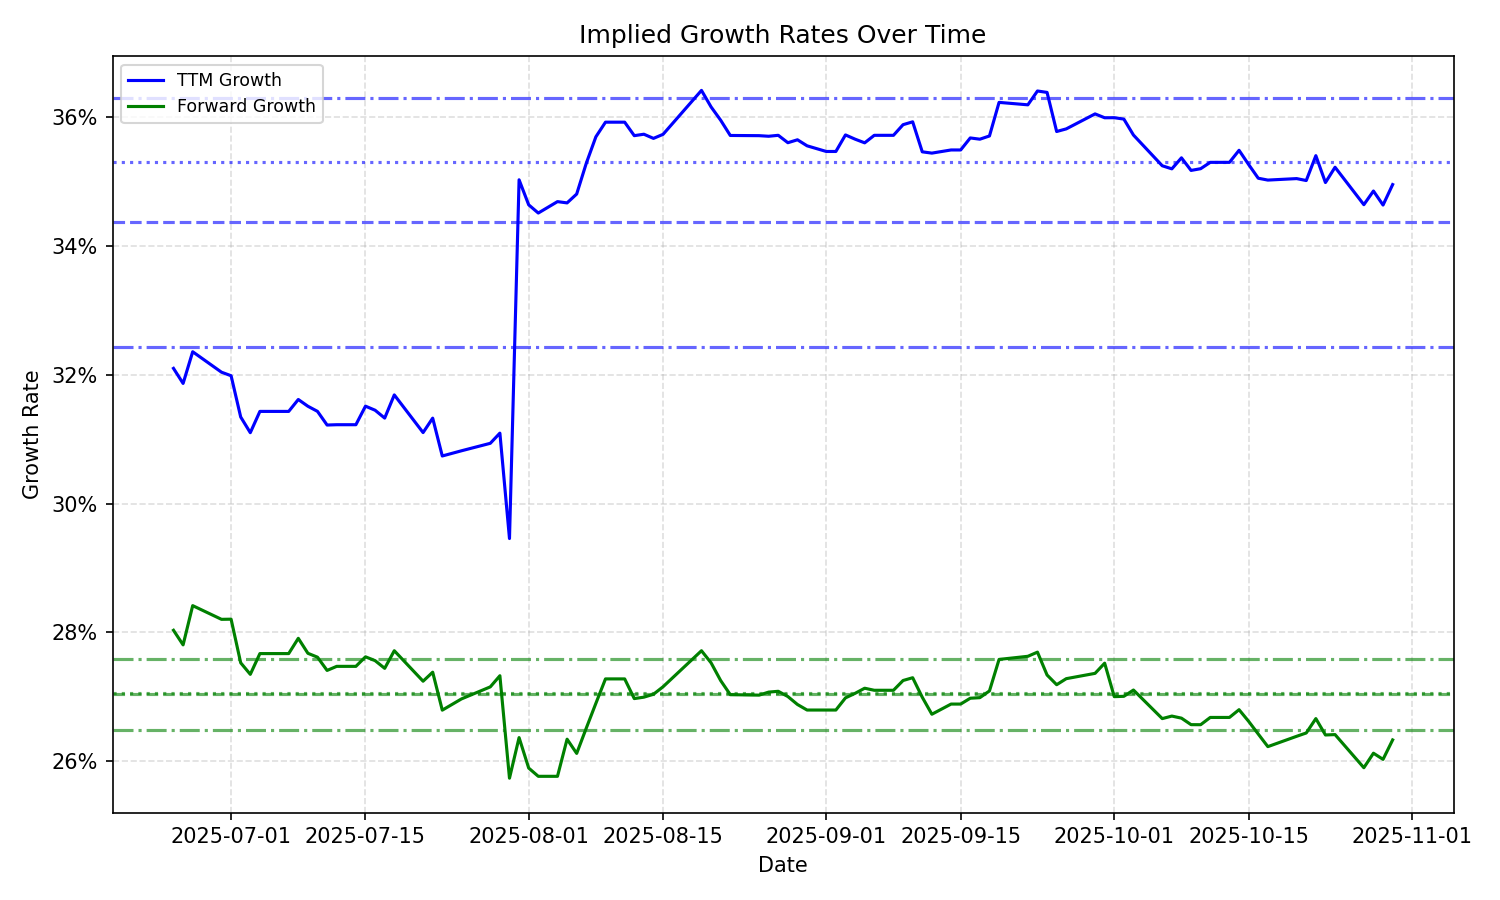 Implied Growth Rates Over Time
TTM Growth
Forward Growth
36%
34%
32%
30%
28%
26%
Growth Rate
2025-07-01 2025-07-15 2025-08-01 2025-08-15 2025-09-01 2025-09-15 2025-10-01 2025-10-15 2025-11-01
Date